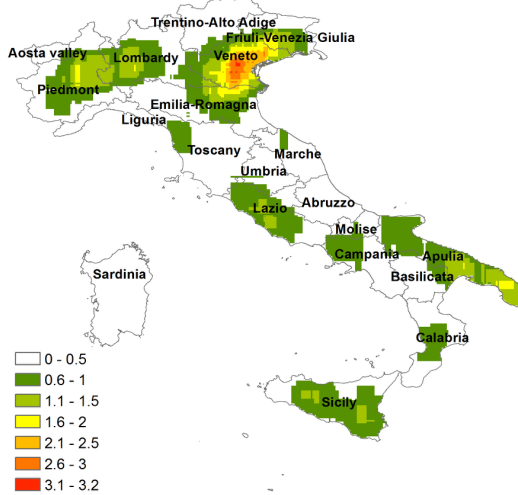 Trentino-Alto Adige
Friuli-Venezia Giulia
Aosta valley
Lombardy
Veneto
Piedmont
Emilia-Romagna
Liguria
Toscany
Marche
Umbria
Lazio
Abruzzo
Molise
Campania
Apulia
Basilicata
Sardinia
Calabria
Sicily
0 - 0.5
0.6 - 1
1.1 - 1.5
1.6 - 2
2.1 - 2.5
2.6 - 3
3.1 - 3.2